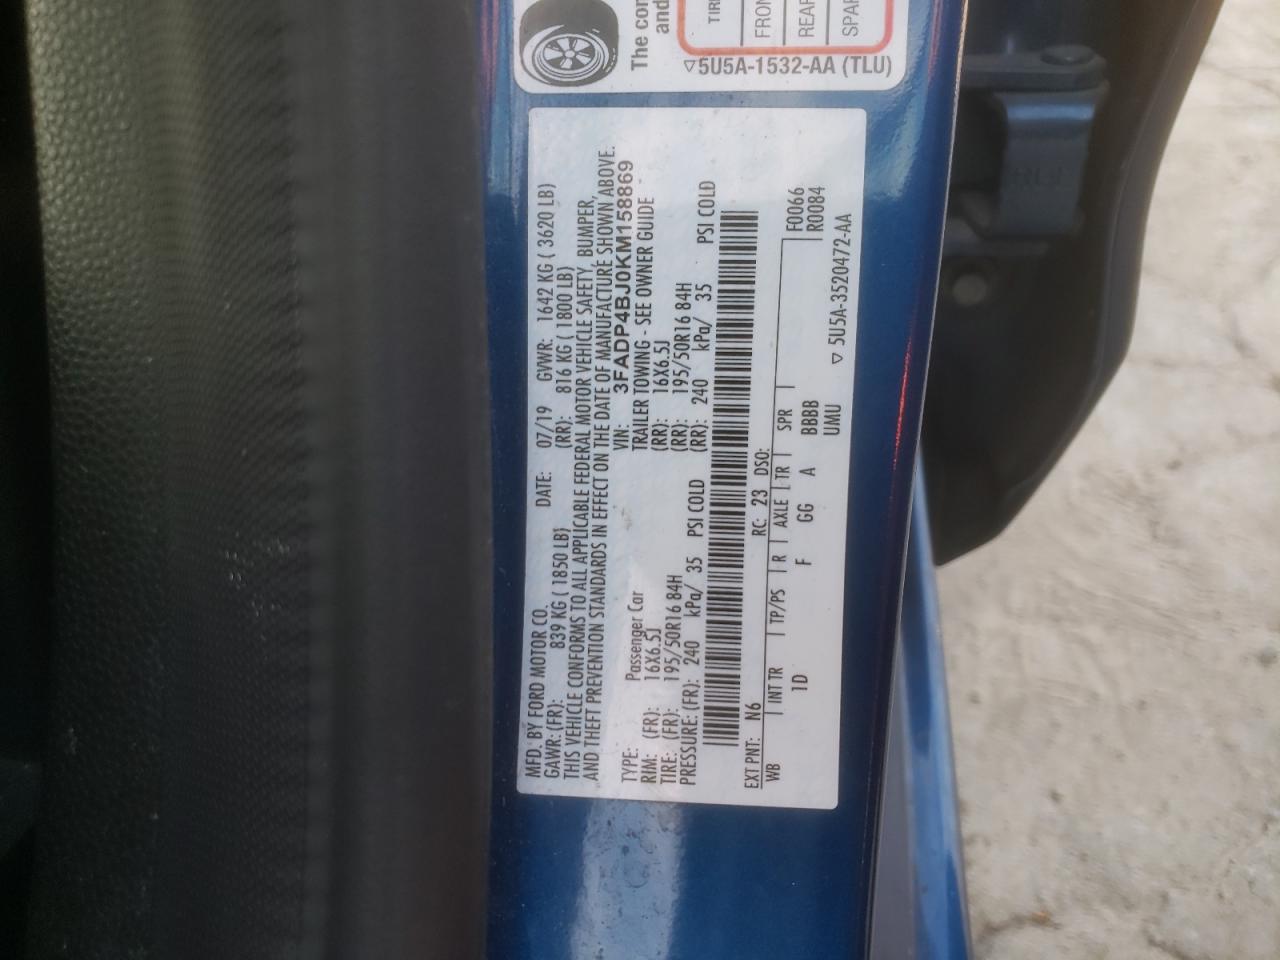 The con
and
TIR
FRON
REAR
SPAR
▽5U5A-1532-AA (TLU)
MFD. BY FORD MOTOR CO. DATE: 07/19 GVWR: 1642 KG ( 3620 LB)
GAWR: (FR): 839 KG ( 1850 LB) (RR): 816 KG ( 1800 LB)
THIS VEHICLE CONFORMS TO ALL APPLICABLE FEDERAL MOTOR VEHICLE SAFETY, BUMPER,
AND THEFT PREVENTION STANDARDS IN EFFECT ON THE DATE OF MANUFACTURE SHOWN ABOVE.
VIN: 3FADP4BJ0KM158869
TYPE: Passenger Car TRAILER TOWING - SEE OWNER GUIDE
RIM: (FR): 16X6.5J (RR): 16X6.5J
TIRE: (FR): 195/50R16 84H (RR): 195/50R16 84H
PRESSURE: (FR): 240 kPa/ 35 PSI COLD (RR): 240 kPa/ 35 PSI COLD
EXT PNT: N6 RC: 23 DSO:
WB INT TR TP/PS R AXLE TR SPR F0066
1D F GG A BBBB R0084
UMU
▽ 5U5A-3520472-AA